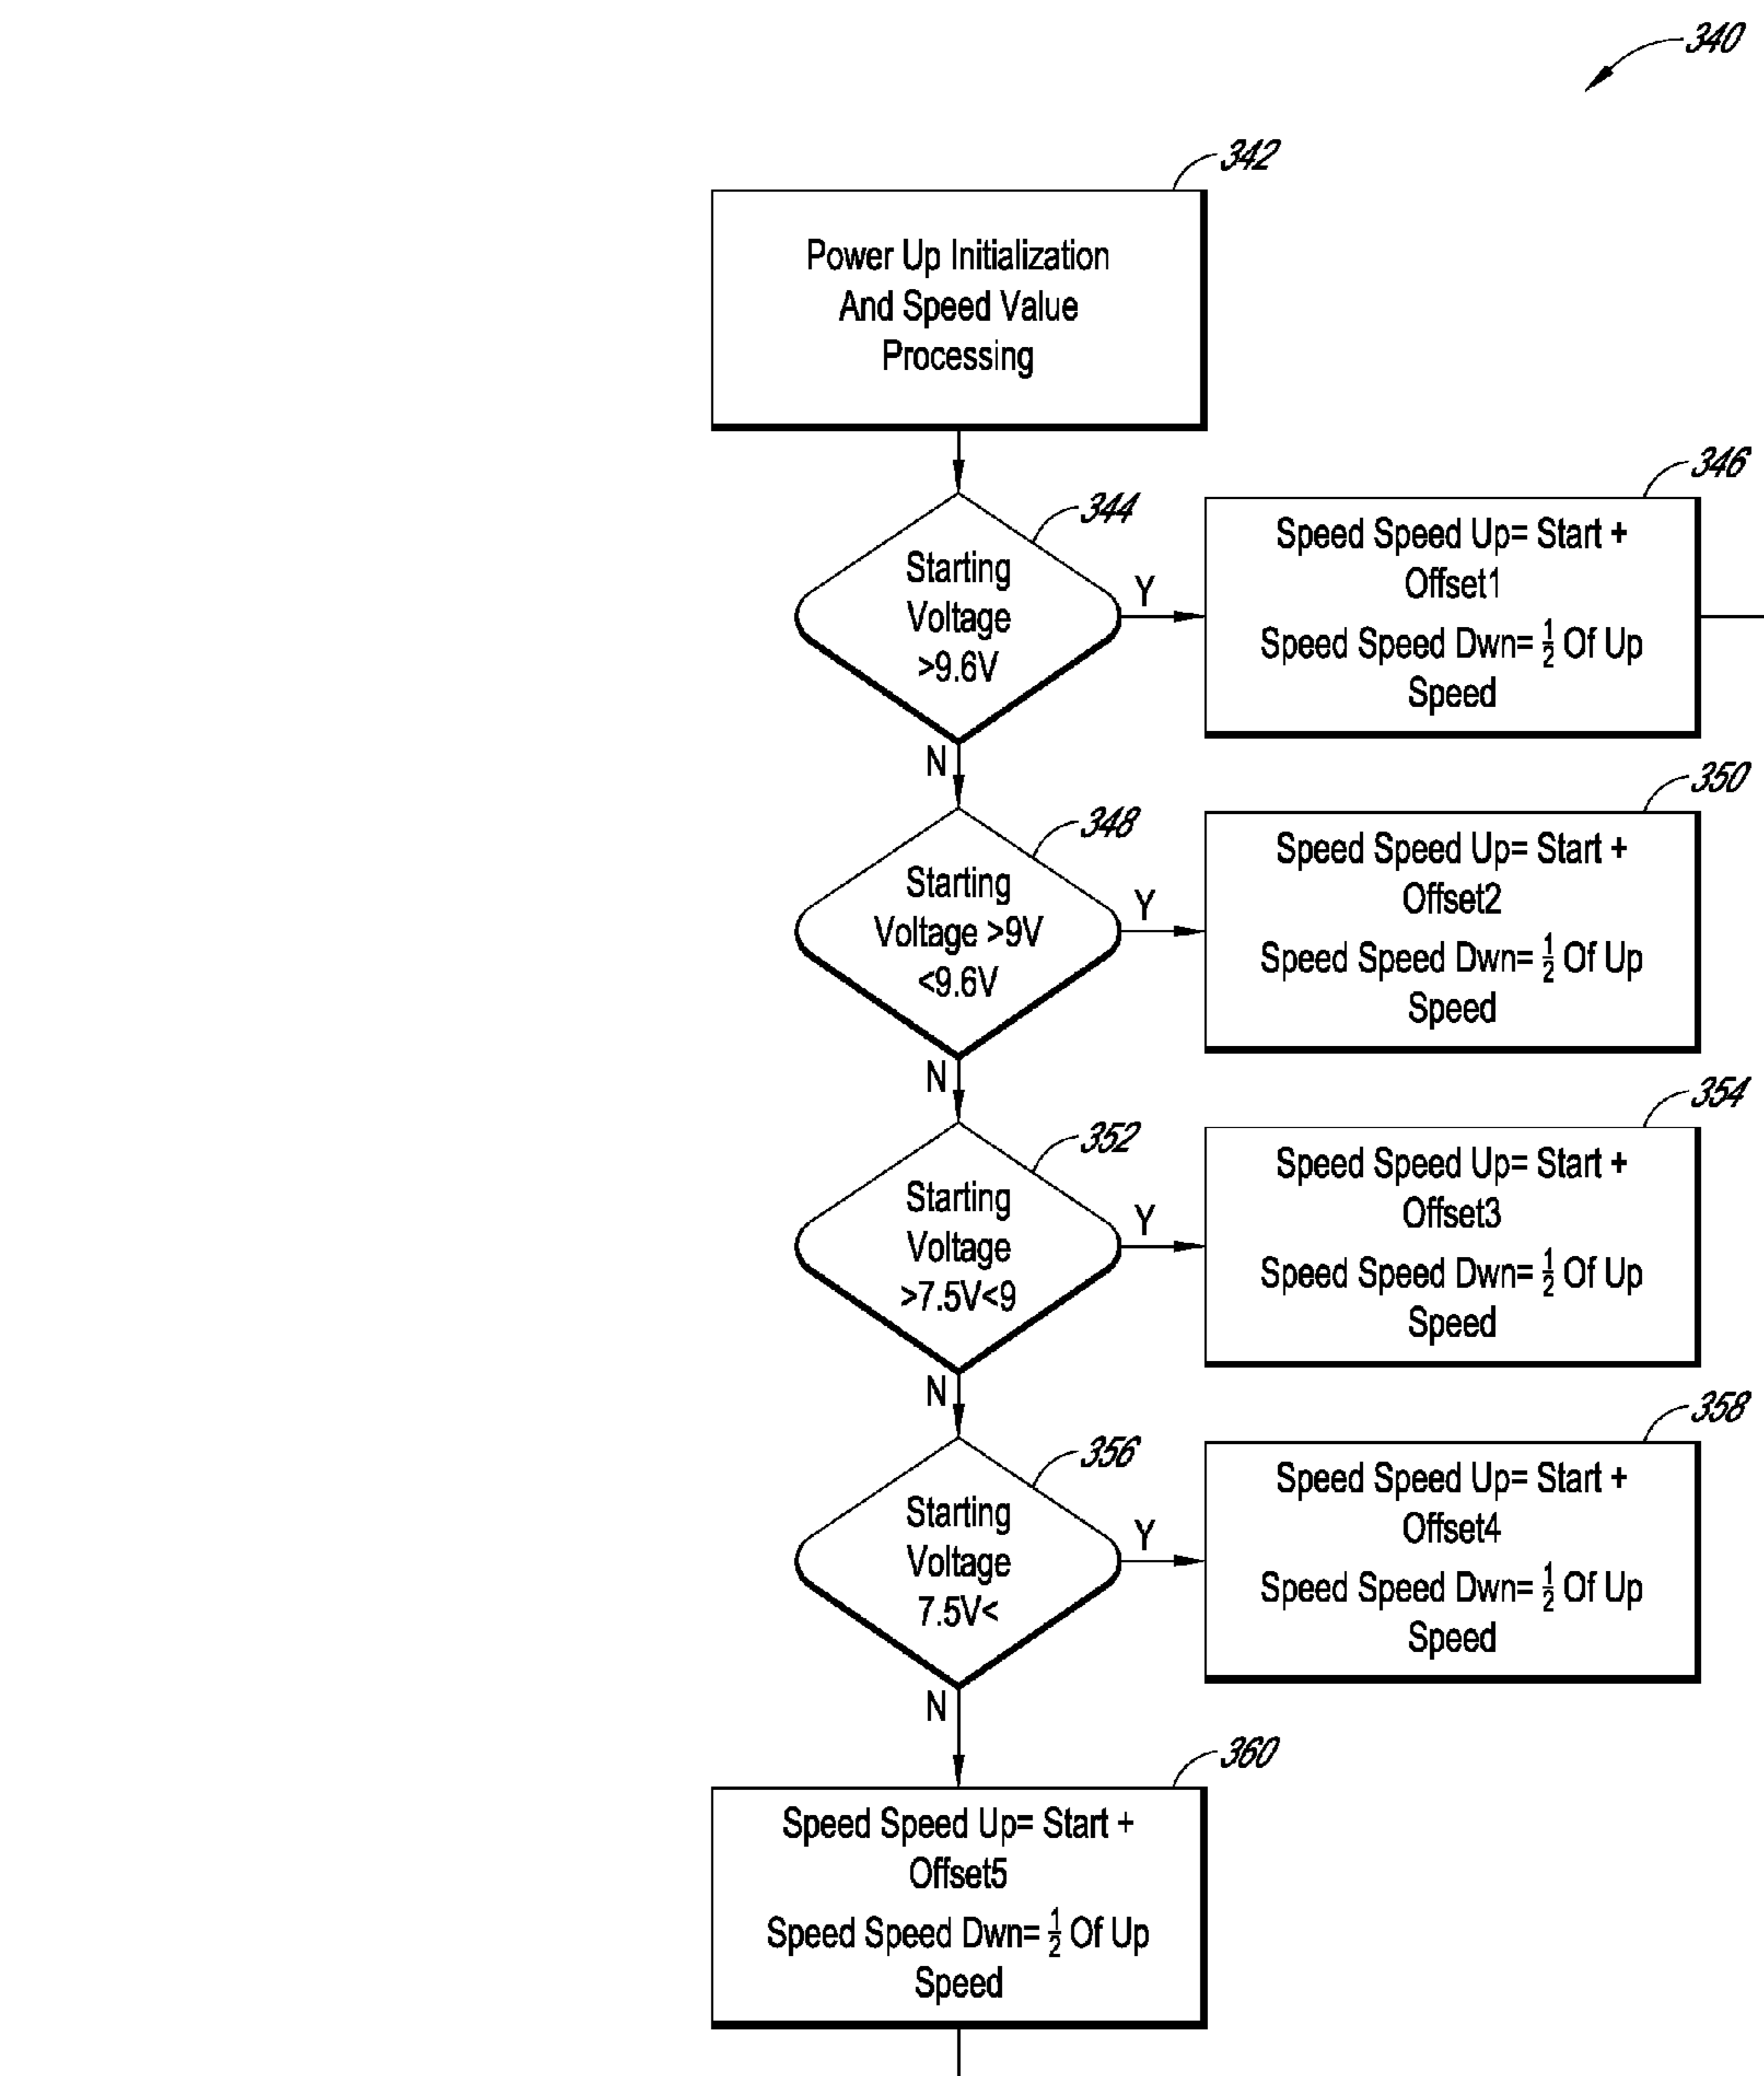 340
342
Power Up Initialization
And Speed Value
Processing
344
Starting
Voltage
>9.6V
Y
N
346
Speed Speed Up= Start +
Offset1
Speed Speed Dwn= ½ Of Up
Speed
348
Starting
Voltage >9V
<9.6V
Y
N
350
Speed Speed Up= Start +
Offset2
Speed Speed Dwn= ½ Of Up
Speed
352
Starting
Voltage
>7.5V<9
Y
N
354
Speed Speed Up= Start +
Offset3
Speed Speed Dwn= ½ Of Up
Speed
356
Starting
Voltage
7.5V<
Y
N
358
Speed Speed Up= Start +
Offset4
Speed Speed Dwn= ½ Of Up
Speed
360
Speed Speed Up= Start +
Offset5
Speed Speed Dwn= ½ Of Up
Speed